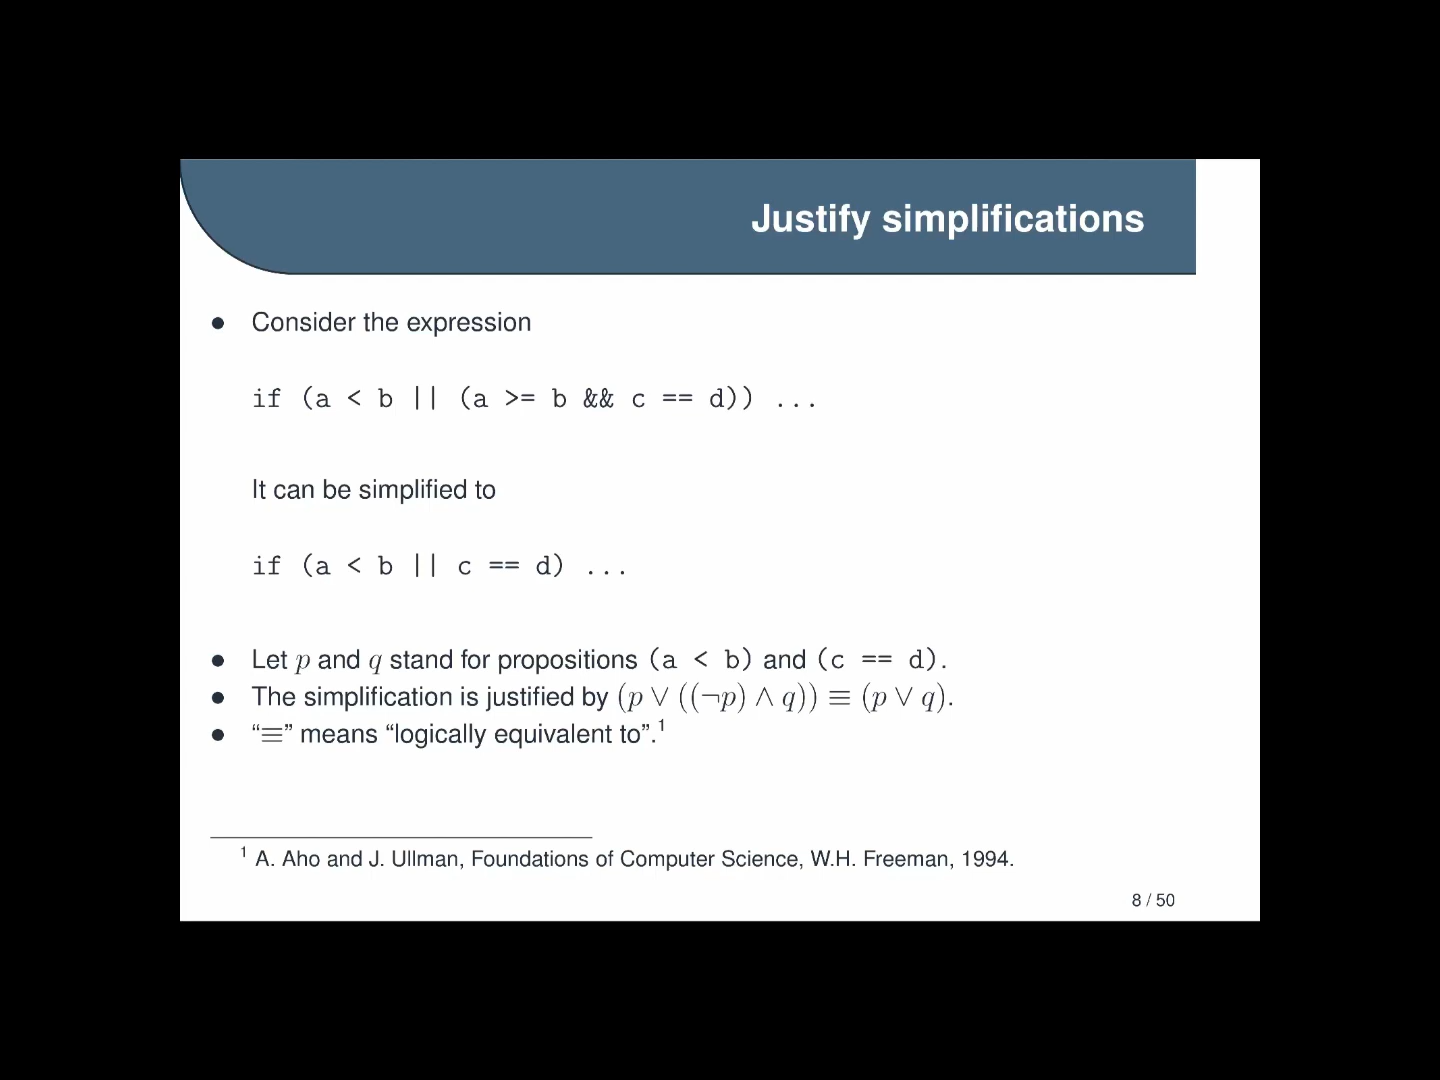 Justify simplifications
● Consider the expression
if (a < b || (a >= b && c == d)) ...
It can be simplified to
if (a < b || c == d) ...
● Let p and q stand for propositions (a < b) and (c == d).
● The simplification is justified by (p ∨ ((¬p) ∧ q)) ≡ (p ∨ q).
● “≡” means “logically equivalent to”.¹
¹ A. Aho and J. Ullman, Foundations of Computer Science, W.H. Freeman, 1994.
8 / 50